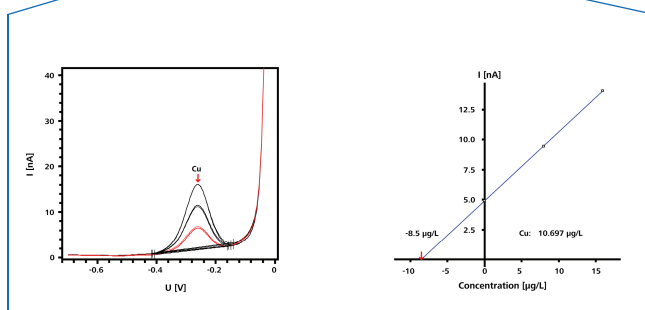 40
30
20
10
0
I [nA]
Cu
-0.6
-0.4
-0.2
0
U [V]
I [nA]
12.5
10.0
7.5
5.0
2.5
-8.5 µg/L
Cu: 10.697 µg/L
-10
-5
0
5
10
15
Concentration [µg/L]